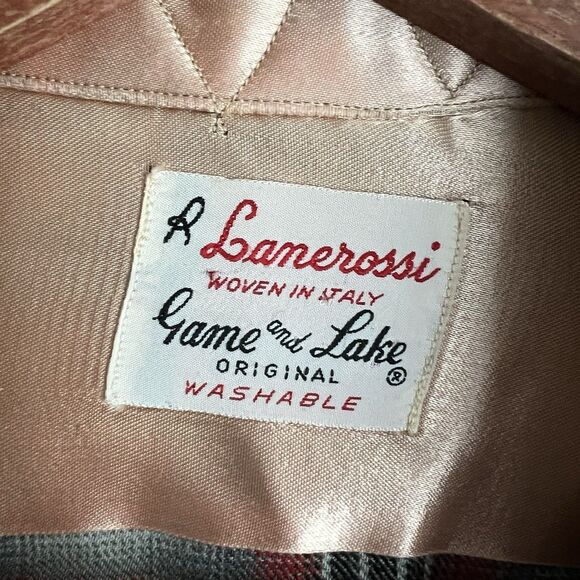 A Lanerossi
WOVEN IN ITALY
Game and Lake
ORIGINAL ®
WASHABLE